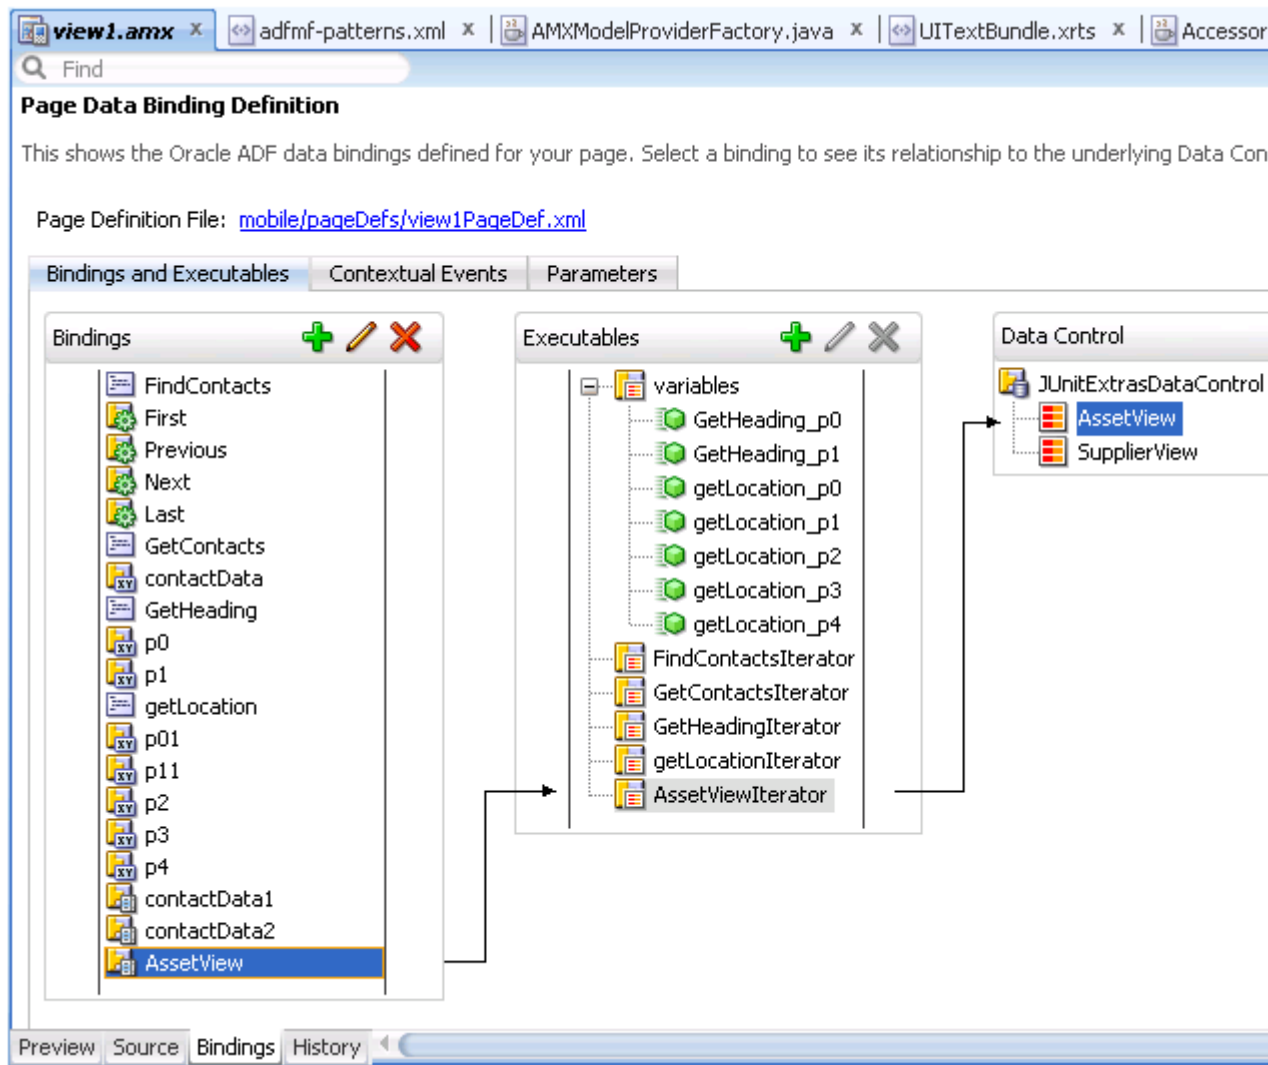 view1.amx x adfmf-patterns.xml x AMXModelProviderFactory.java x UITextBundle.xrts x Accessor
Find
Page Data Binding Definition
This shows the Oracle ADF data bindings defined for your page. Select a binding to see its relationship to the underlying Data Con
Page Definition File: mobile/pageDefs/view1PageDef.xml
Bindings and Executables Contextual Events Parameters
Bindings
FindContacts
First
Previous
Next
Last
GetContacts
contactData
GetHeading
p0
p1
getLocation
p01
p11
p2
p3
p4
contactData1
contactData2
AssetView
Executables
variables
GetHeading_p0
GetHeading_p1
getLocation_p0
getLocation_p1
getLocation_p2
getLocation_p3
getLocation_p4
FindContactsIterator
GetContactsIterator
GetHeadingIterator
getLocationIterator
AssetViewIterator
Data Control
JUnitExtrasDataControl
AssetView
SupplierView
Preview Source Bindings History